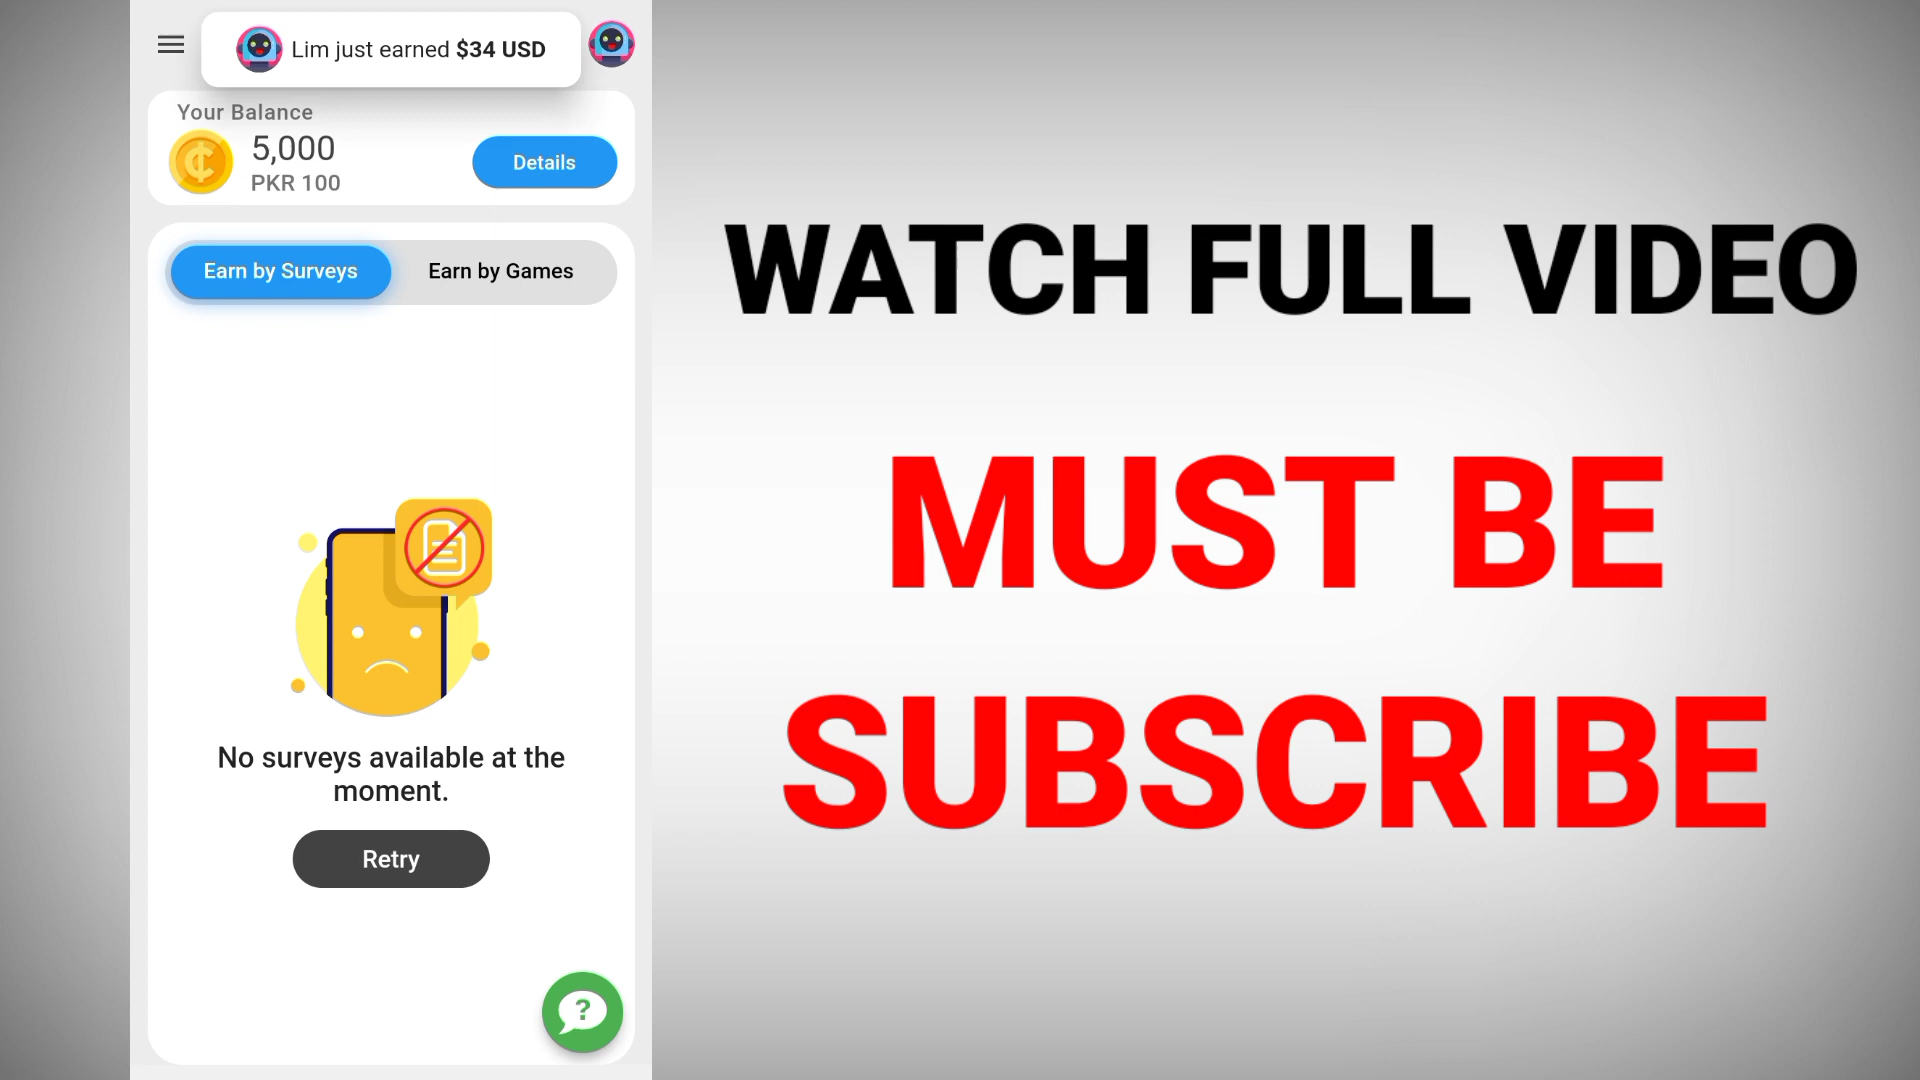 Lim just earned $34 USD
Your Balance
5,000
PKR 100
Details
Earn by Surveys
Earn by Games
No surveys available at the
moment.
Retry
?
WATCH FULL VIDEO
MUST BE
SUBSCRIBE